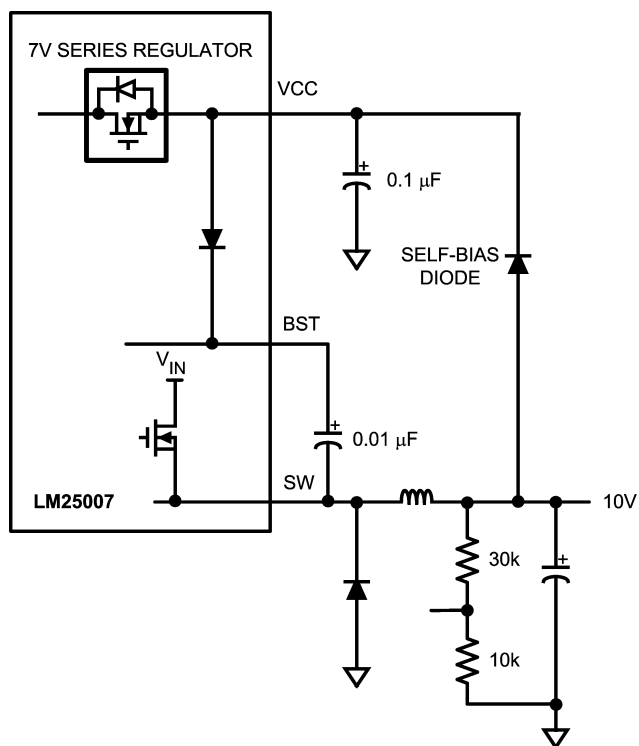 7V SERIES REGULATOR
VCC
+
0.1 μF
SELF-BIAS
DIODE
BST
VIN
+
0.01 μF
SW
LM25007
10V
30k
+
10k